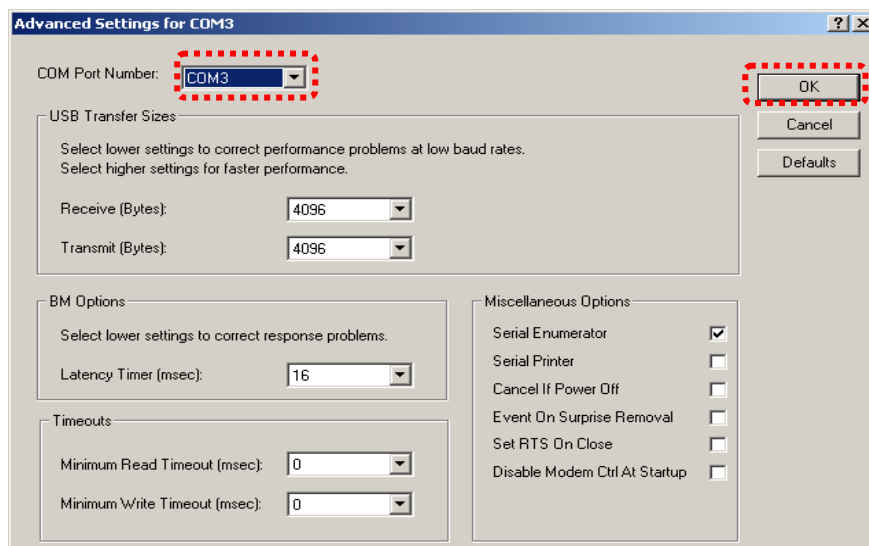 Advanced Settings for COM3
COM Port Number: COM3
OK
Cancel
Defaults
USB Transfer Sizes
Select lower settings to correct performance problems at low baud rates.
Select higher settings for faster performance.
Receive (Bytes): 4096
Transmit (Bytes): 4096
BM Options
Select lower settings to correct response problems.
Latency Timer (msec): 16
Timeouts
Minimum Read Timeout (msec): 0
Minimum Write Timeout (msec): 0
Miscellaneous Options
Serial Enumerator
Serial Printer
Cancel If Power Off
Event On Surprise Removal
Set RTS On Close
Disable Modem Ctrl At Startup